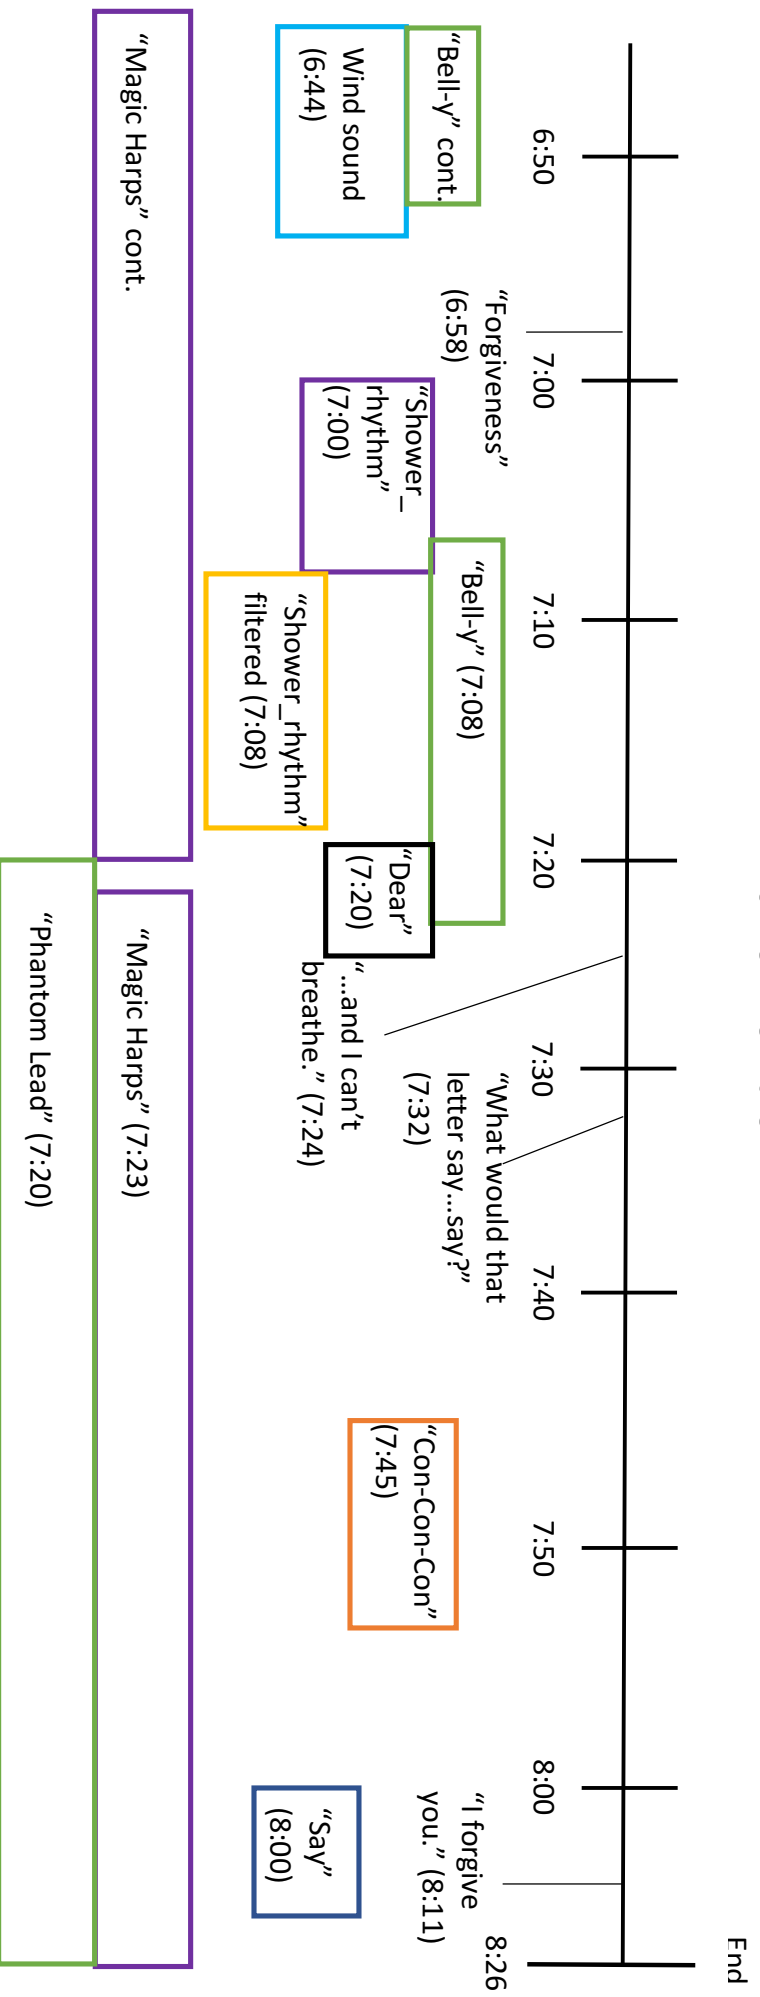 End
6:50
7:00
7:10
7:20
7:30
7:40
7:50
8:00
8:26
“Bell-y” cont.
Wind sound
(6:44)
“Magic Harps” cont.
“Forgiveness”
(6:58)
“Shower_
rhythm”
(7:00)
“Bell-y” (7:08)
“Shower_rhythm”
filtered (7:08)
“Dear”
(7:20)
“…and I can’t
breathe.” (7:24)
“What would that
letter say…say?”
(7:32)
“Con-Con-Con”
(7:45)
“I forgive
you.” (8:11)
“Say”
(8:00)
“Magic Harps” (7:23)
“Phantom Lead” (7:20)